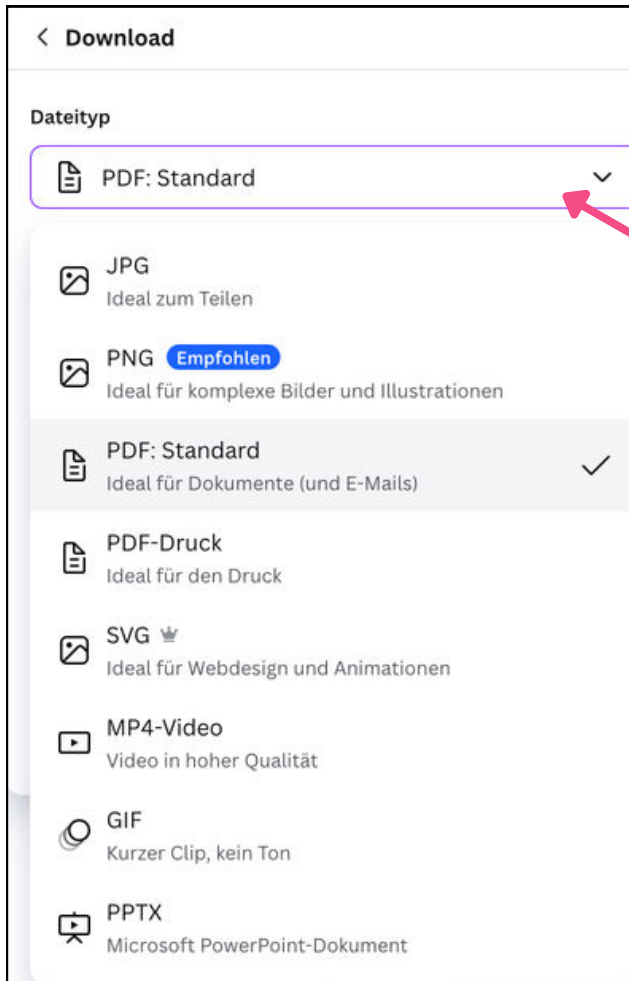 Download
Dateityp
PDF: Standard
JPG
Ideal zum Teilen
PNG Empfohlen
Ideal für komplexe Bilder und Illustrationen
PDF: Standard
Ideal für Dokumente (und E-Mails)
PDF-Druck
Ideal für den Druck
SVG
Ideal für Webdesign und Animationen
MP4-Video
Video in hoher Qualität
GIF
Kurzer Clip, kein Ton
PPTX
Microsoft PowerPoint-Dokument